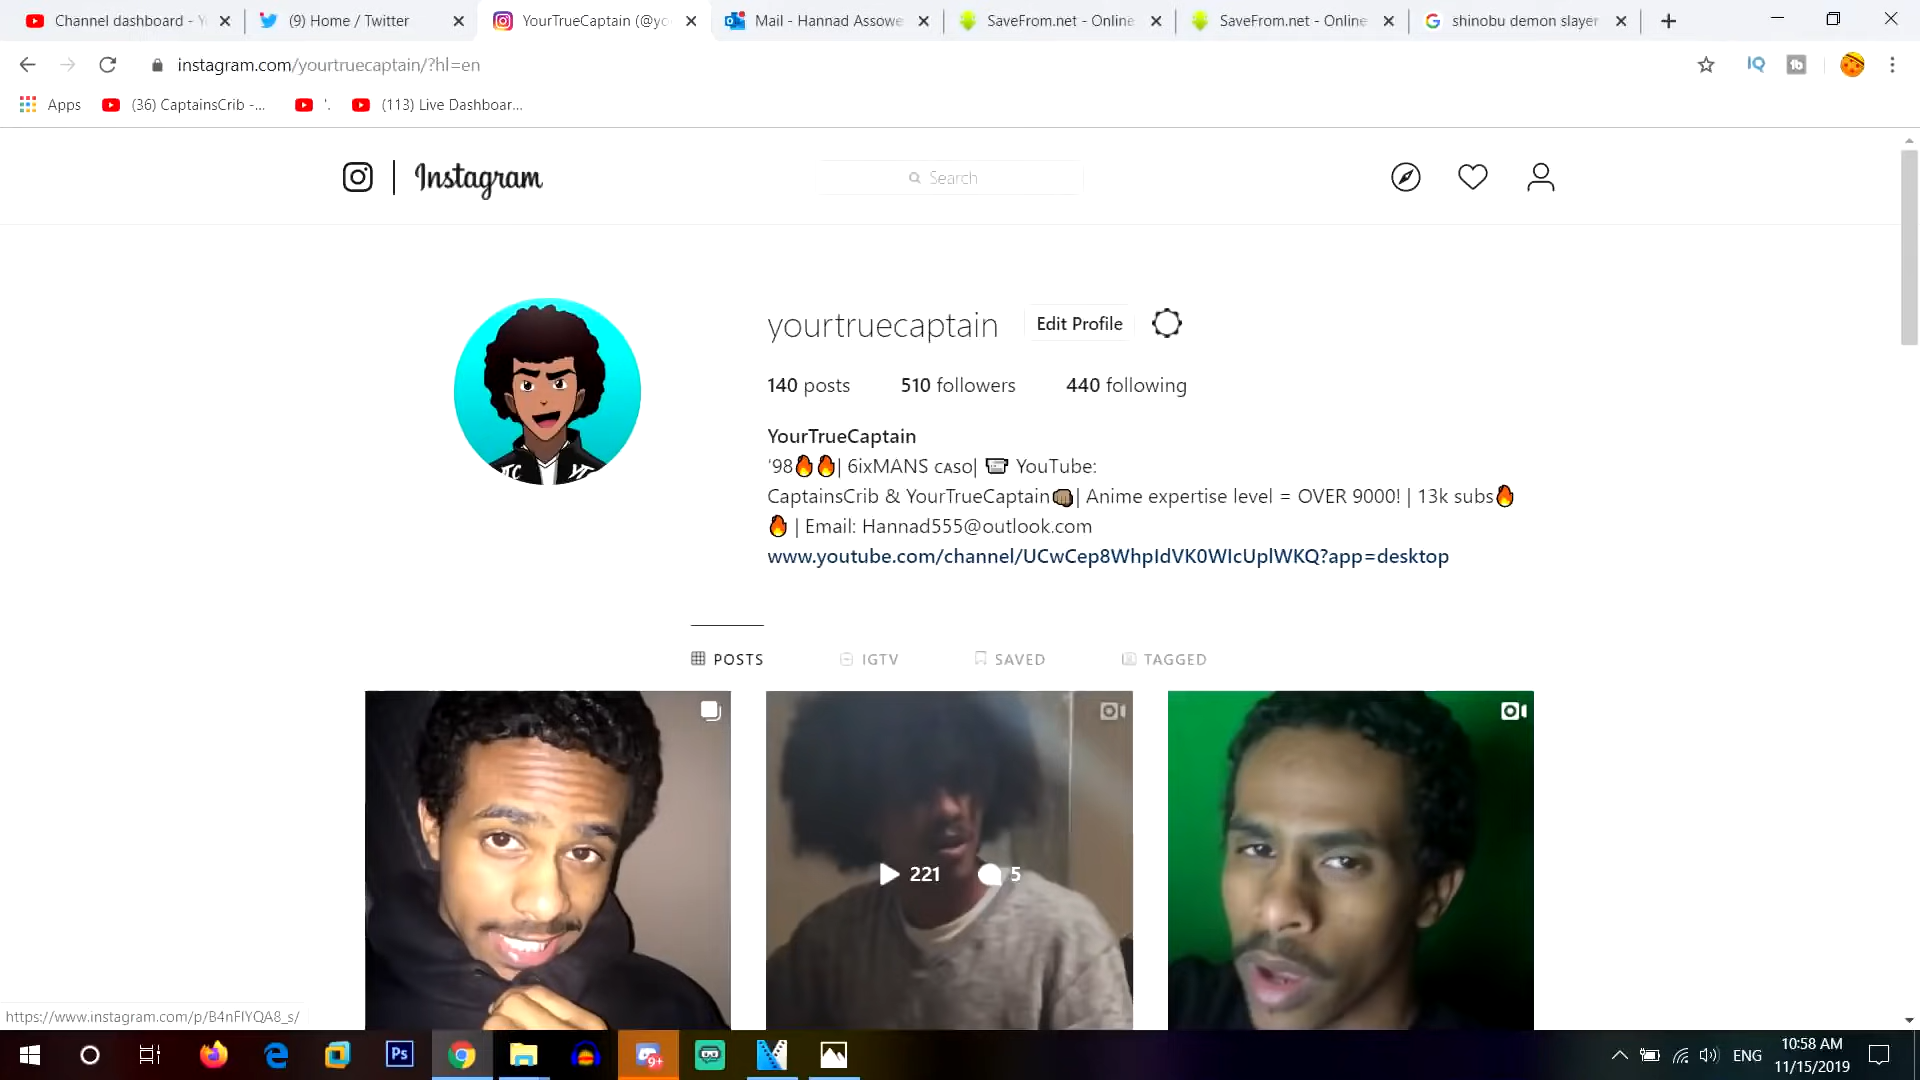 Channel dashboard - Y
(9) Home / Twitter
YourTrueCaptain (@yo
Mail - Hannad Assowe
SaveFrom.net - Online
SaveFrom.net - Online
shinobu demon slayer
instagram.com/yourtruecaptain/?hl=en
Apps
(36) CaptainsCrib -...
'.
(113) Live Dashboar...
Instagram
Search
yourtruecaptain
Edit Profile
140 posts
510 followers
440 following
YourTrueCaptain
'98🔥🔥| 6ixMANS ᴄᴀsᴏ| 📽 YouTube:
CaptainsCrib & YourTrueCaptain👊🏽| Anime expertise level = OVER 9000! | 13k subs🔥
🔥 | Email: Hannad555@outlook.com
www.youtube.com/channel/UCwCep8WhpIdVK0WIcUplWKQ?app=desktop
POSTS
IGTV
SAVED
TAGGED
221
5
https://www.instagram.com/p/B4nFlYQA8_s/
Ps
9+
ENG
10:58 AM
11/15/2019